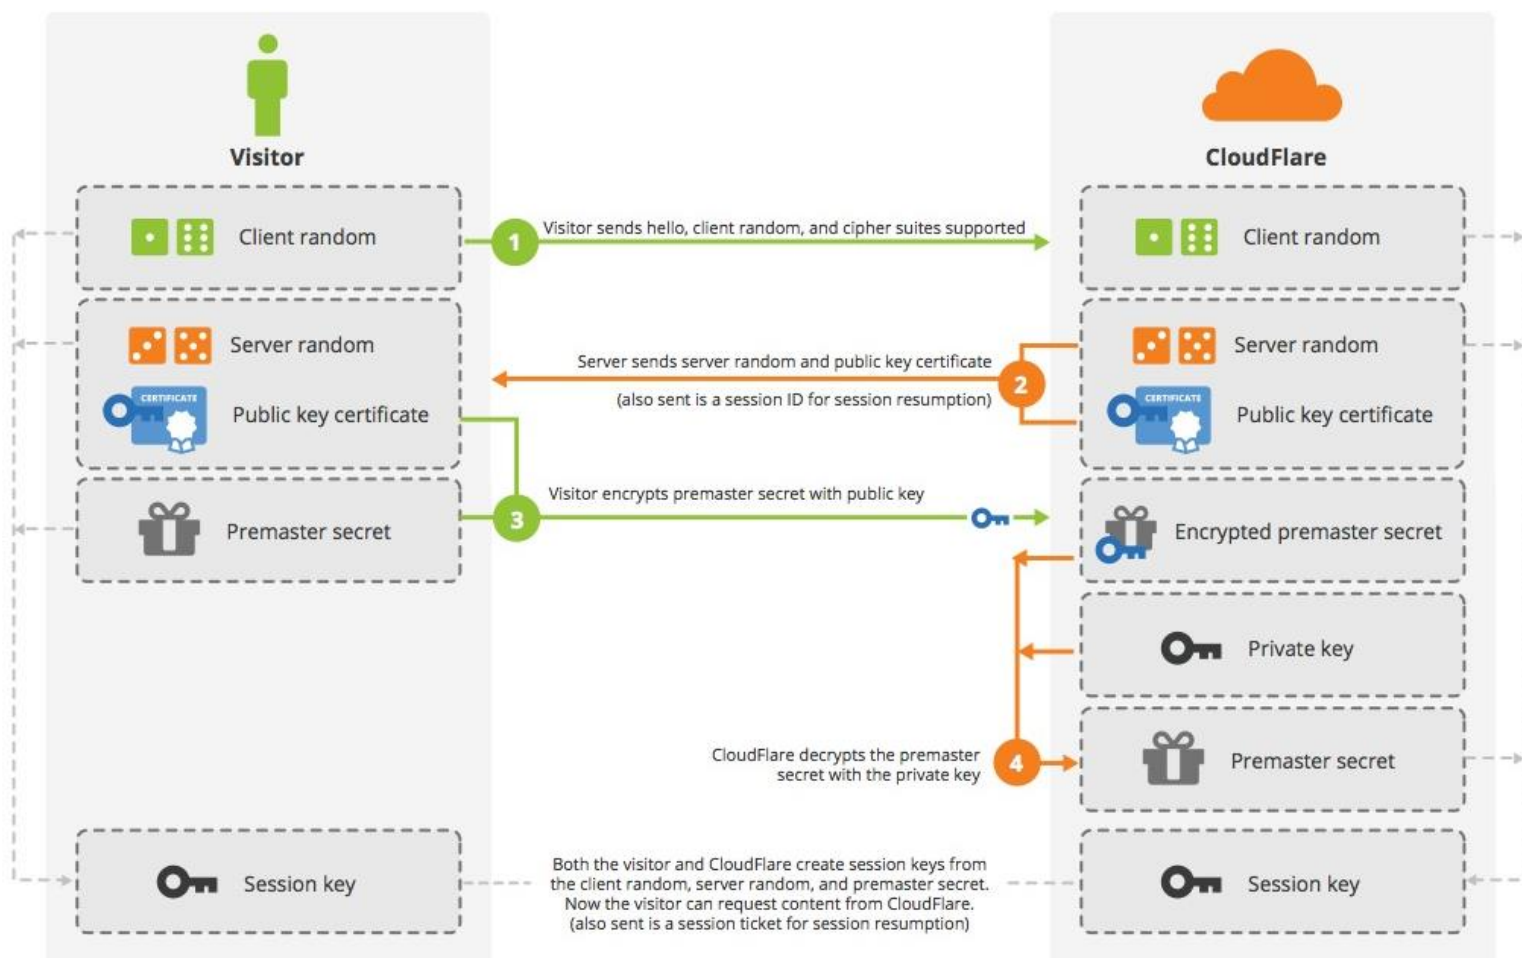 Visitor
CloudFlare
Client random
1
Visitor sends hello, client random, and cipher suites supported
Client random
Server random
Server sends server random and public key certificate
2
(also sent is a session ID for session resumption)
Server random
CERTIFICATE
Public key certificate
CERTIFICATE
Public key certificate
Visitor encrypts premaster secret with public key
Premaster secret
3
Encrypted premaster secret
Private key
CloudFlare decrypts the premaster
secret with the private key
4
Premaster secret
Session key
Both the visitor and CloudFlare create session keys from
the client random, server random, and premaster secret.
Now the visitor can request content from CloudFlare.
(also sent is a session ticket for session resumption)
Session key